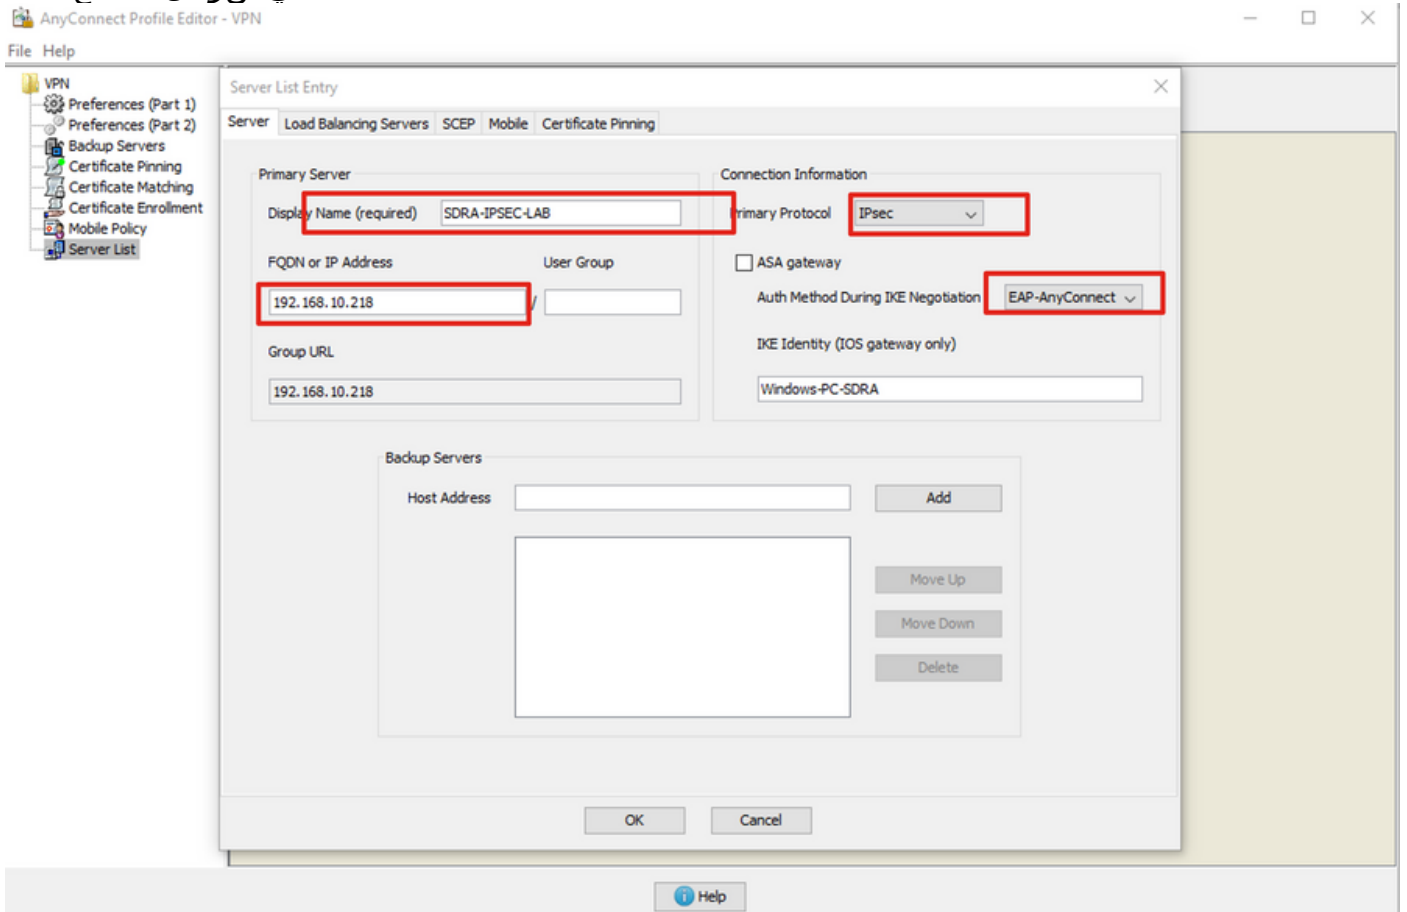 AnyConnect Profile Editor - VPN
File Help
VPN
Preferences (Part 1)
Preferences (Part 2)
Backup Servers
Certificate Pinning
Certificate Matching
Certificate Enrollment
Mobile Policy
Server List
Server List Entry
Server Load Balancing Servers SCEP Mobile Certificate Pinning
Primary Server
Display Name (required) SDRA-IPSEC-LAB
FQDN or IP Address User Group
192.168.10.218 /
Group URL
192.168.10.218
Connection Information
Primary Protocol IPsec
ASA gateway
Auth Method During IKE Negotiation EAP-AnyConnect
IKE Identity (IOS gateway only)
Windows-PC-SDRA
Backup Servers
Host Address Add
Move Up
Move Down
Delete
OK Cancel
Help